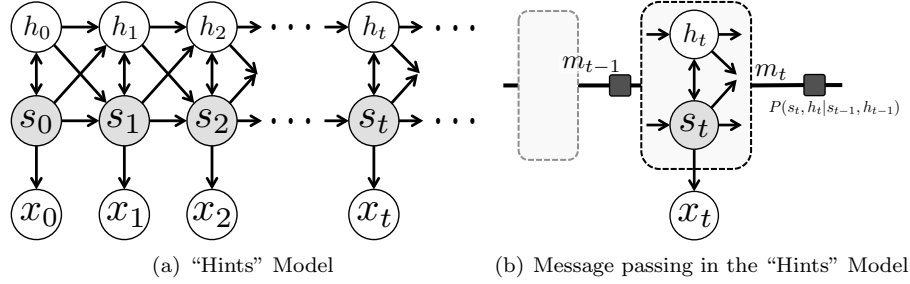 h₀ h₁ h₂ · · · hₜ · · ·
s₀ s₁ s₂ · · · sₜ · · ·
x₀ x₁ x₂ xₜ
(a) “Hints” Model
mₜ₋₁ hₜ mₜ
P(sₜ, hₜ|sₜ₋₁, hₜ₋₁)
sₜ
xₜ
(b) Message passing in the “Hints” Model